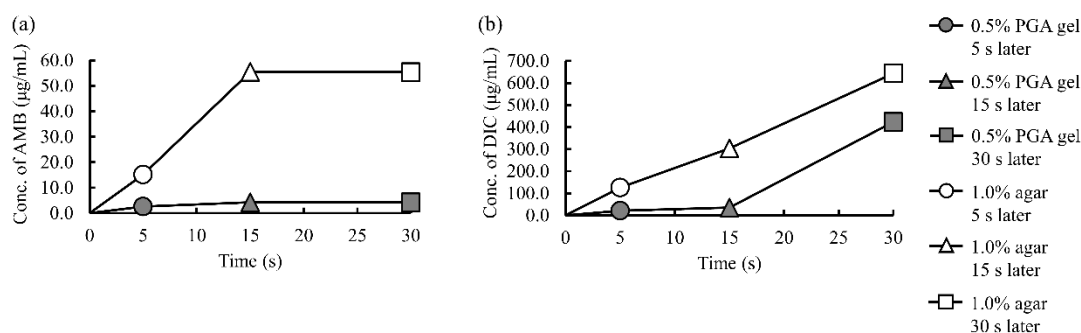 (a)
Conc. of AMB (µg/mL)
60.0
50.0
40.0
30.0
20.0
10.0
0.0
0 5 10 15 20 25 30
Time (s)
(b)
Conc. of DIC (µg/mL)
700.0
600.0
500.0
400.0
300.0
200.0
100.0
0.0
0 5 10 15 20 25 30
Time (s)
0.5% PGA gel
5 s later
0.5% PGA gel
15 s later
0.5% PGA gel
30 s later
1.0% agar
5 s later
1.0% agar
15 s later
1.0% agar
30 s later